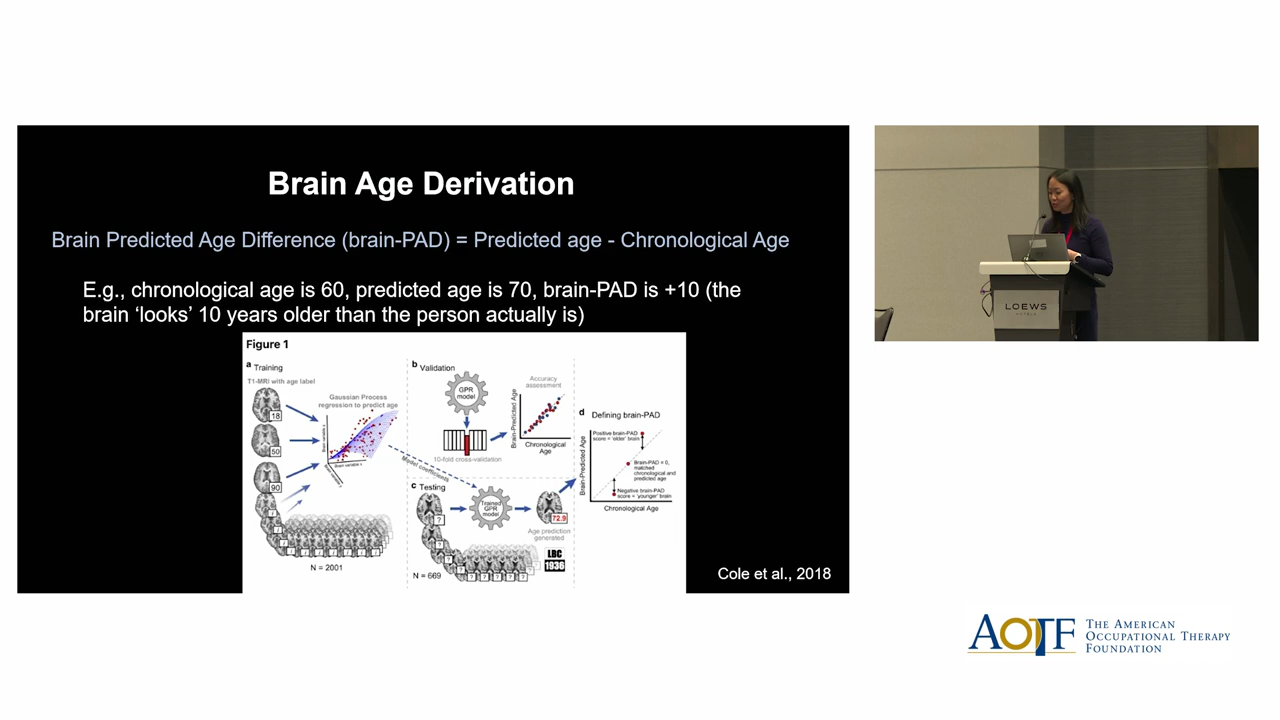 Brain Age Derivation
Brain Predicted Age Difference (brain-PAD) = Predicted age - Chronological Age
E.g., chronological age is 60, predicted age is 70, brain-PAD is +10 (the
brain ‘looks’ 10 years older than the person actually is)
Figure 1
a Training
T1-MRI with age label
18
50
90
Gaussian Process
regression to predict age
N = 2001
Model coefficients
b Validation
GPR
model
10-fold cross-validation
Accuracy
assessment
Brain-Predicted Age
Chronological
Age
c Testing
?
Trained
GPR
model
72.9
Age prediction
generated
N = 669
? ? ? ? ?
LBC
1936
d Defining brain-PAD
Positive brain-PAD
score = 'older' brain
Brain-PAD = 0,
matched
chronological and
predicted age
Negative brain-PAD
score = 'younger' brain
Brain-Predicted Age
Chronological Age
Cole et al., 2018
LOEWS
HOTELS
AOTF
THE AMERICAN
OCCUPATIONAL THERAPY
FOUNDATION